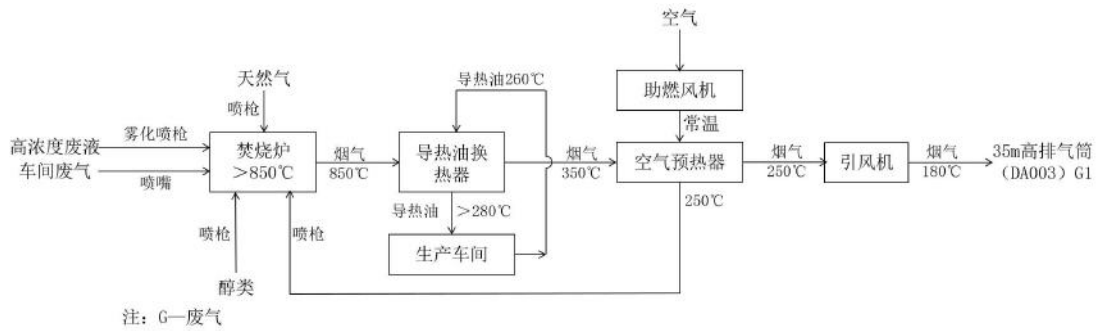 空气
天然气
导热油260℃
助燃风机
喷枪
常温
高浓度废液
雾化喷枪
焚烧炉
>850℃
烟气
850℃
导热油换
热器
烟气
350℃
空气预热器
烟气
250℃
引风机
烟气
180℃
35m高排气筒
（DA003）G1
车间废气
喷嘴
导热油
>280℃
250℃
喷枪
喷枪
生产车间
醇类
注：G—废气